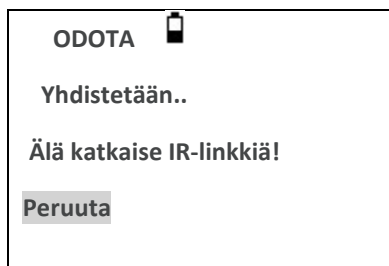 ODOTA
Yhdistetään..
Älä katkaise IR-linkkiä!
Peruuta